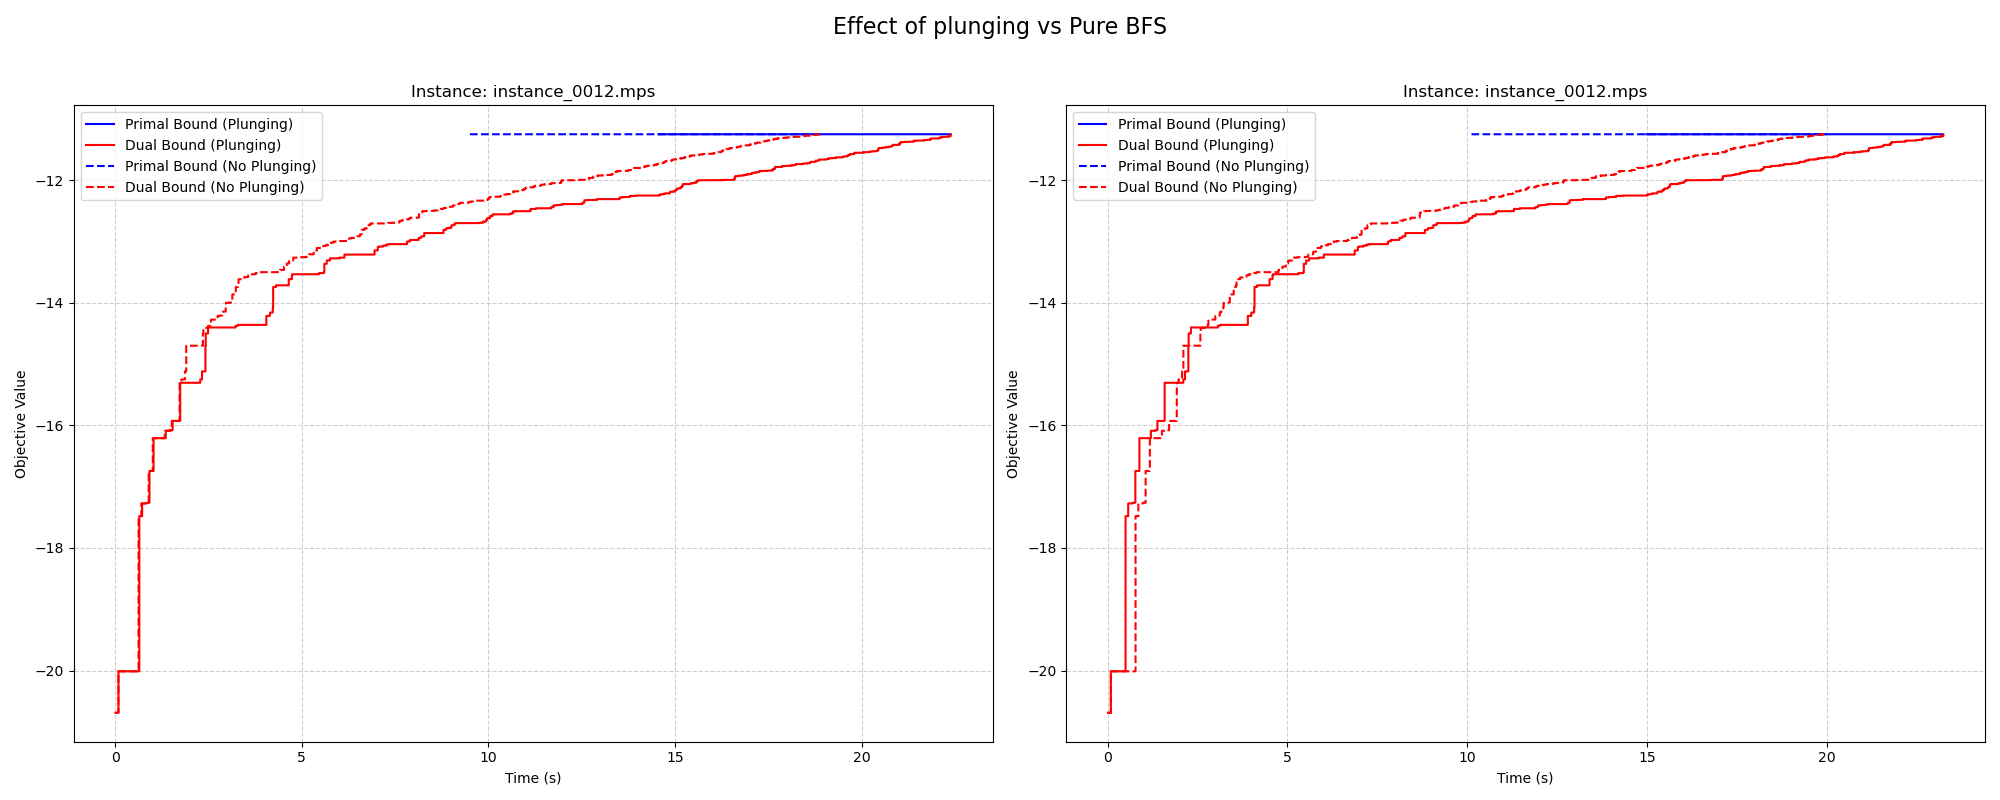 Effect of plunging vs Pure BFS
Instance: instance_0012.mps
Primal Bound (Plunging)
Dual Bound (Plunging)
Primal Bound (No Plunging)
Dual Bound (No Plunging)
Objective Value
−12
−14
−16
−18
−20
0
5
10
15
20
Time (s)
Instance: instance_0012.mps
Primal Bound (Plunging)
Dual Bound (Plunging)
Primal Bound (No Plunging)
Dual Bound (No Plunging)
Objective Value
−12
−14
−16
−18
−20
0
5
10
15
20
Time (s)